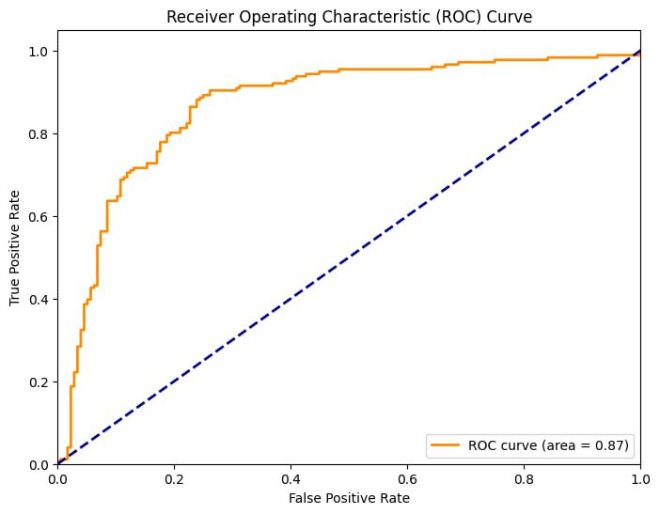 Receiver Operating Characteristic (ROC) Curve
1.0
0.8
0.6
0.4
0.2
0.0
True Positive Rate
ROC curve (area = 0.87)
0.0 0.2 0.4 0.6 0.8 1.0
False Positive Rate